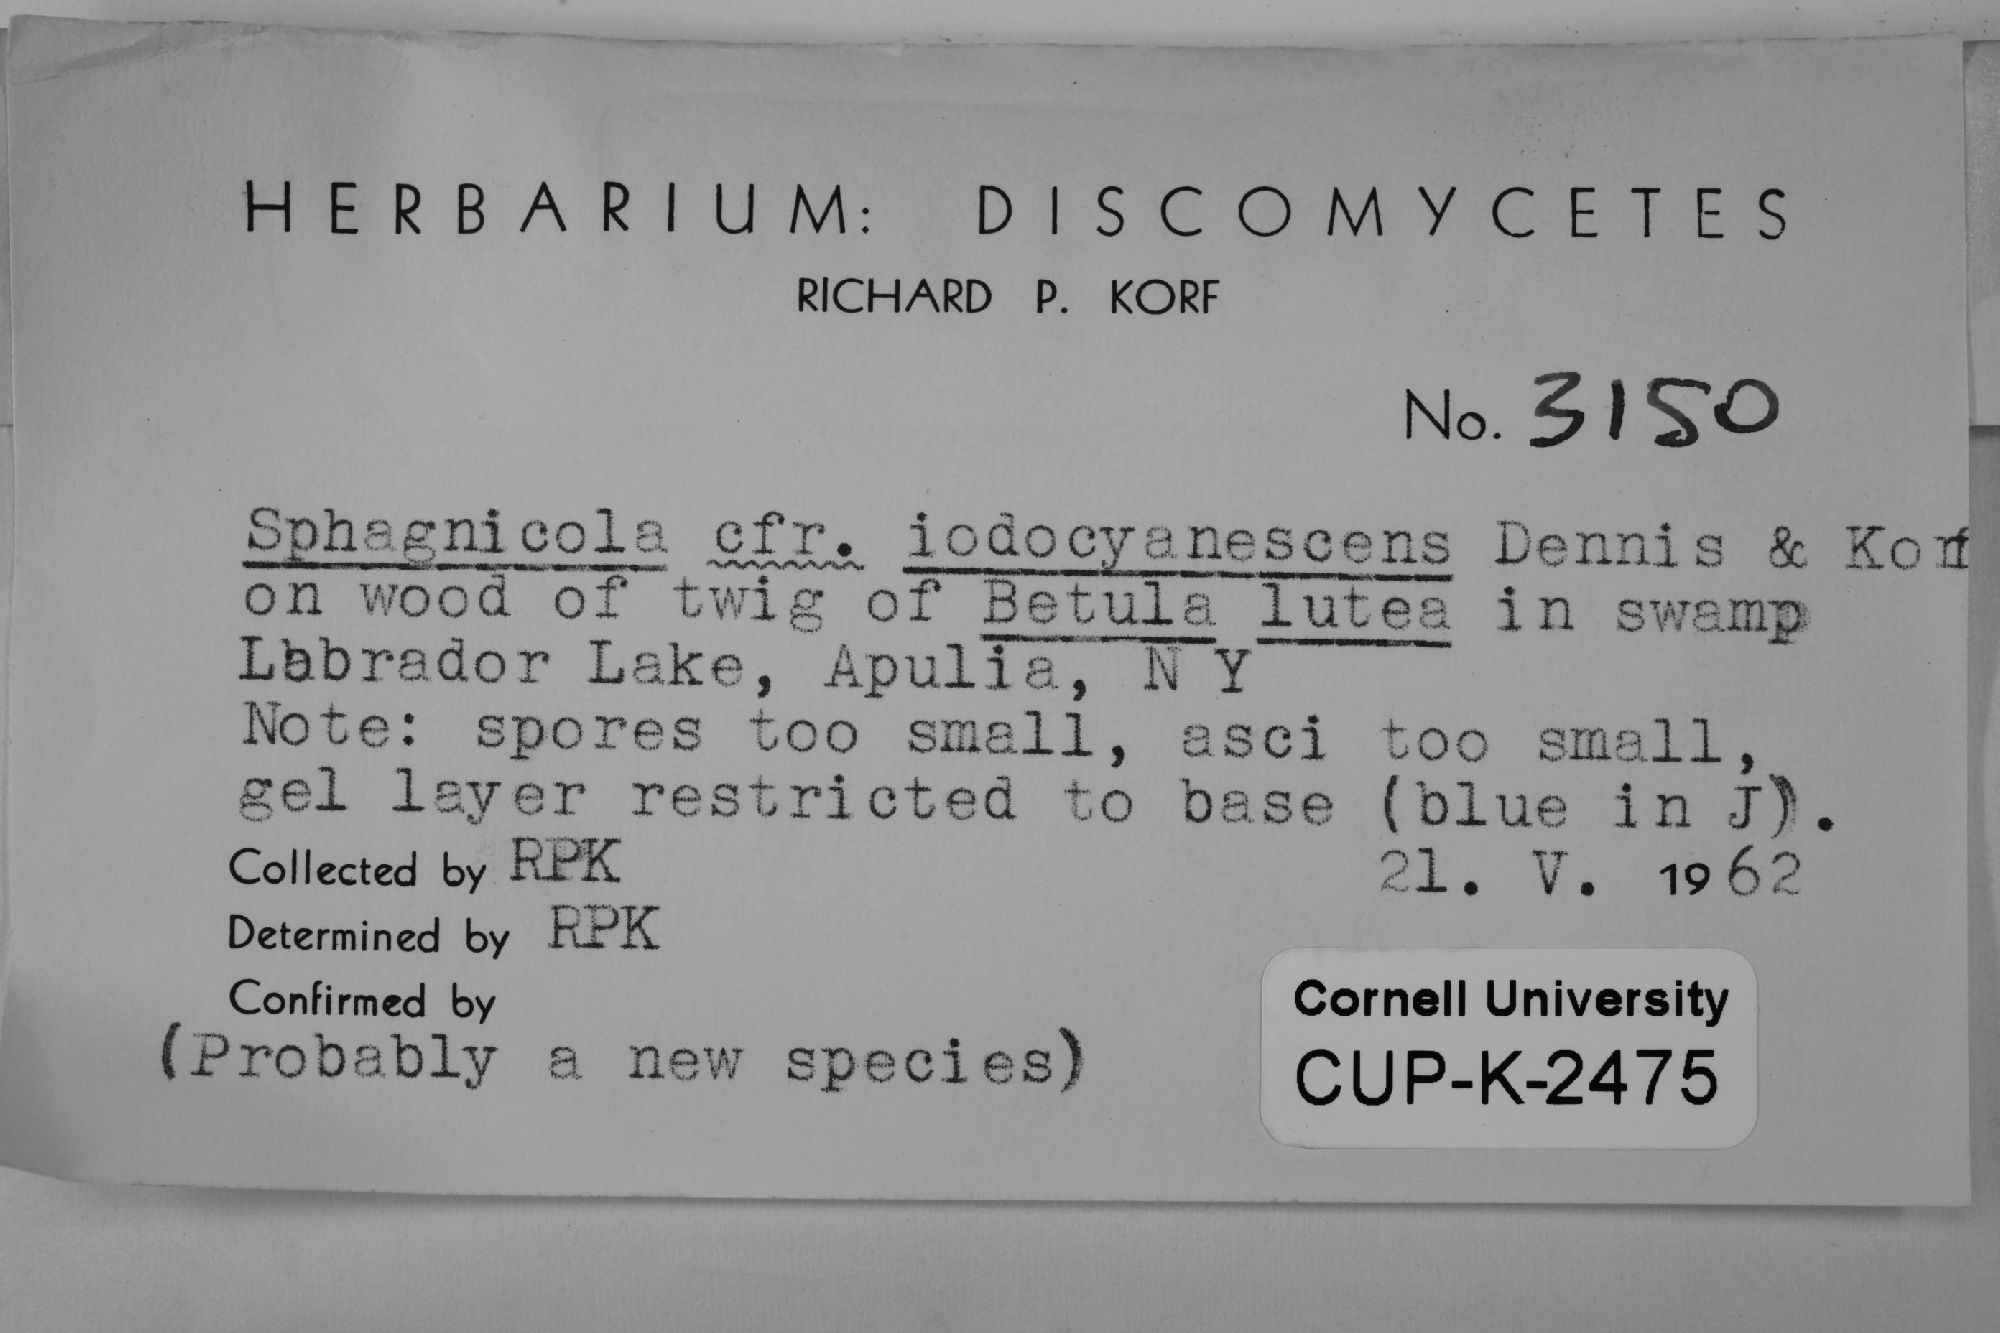 HERBARIUM: DISCOMYCETES
RICHARD P. KORF
No. 3150
Sphagnicola cfr. iodocyanescens Dennis & Korf
on wood of twig of Betula lutea in swamp
Labrador Lake, Apulia, N Y
Note: spores too small, asci too small,
gel layer restricted to base (blue in J).
Collected by RPK 21. V. 1962
Determined by RPK
Confirmed by
(Probably a new species)
Cornell University
CUP-K-2475